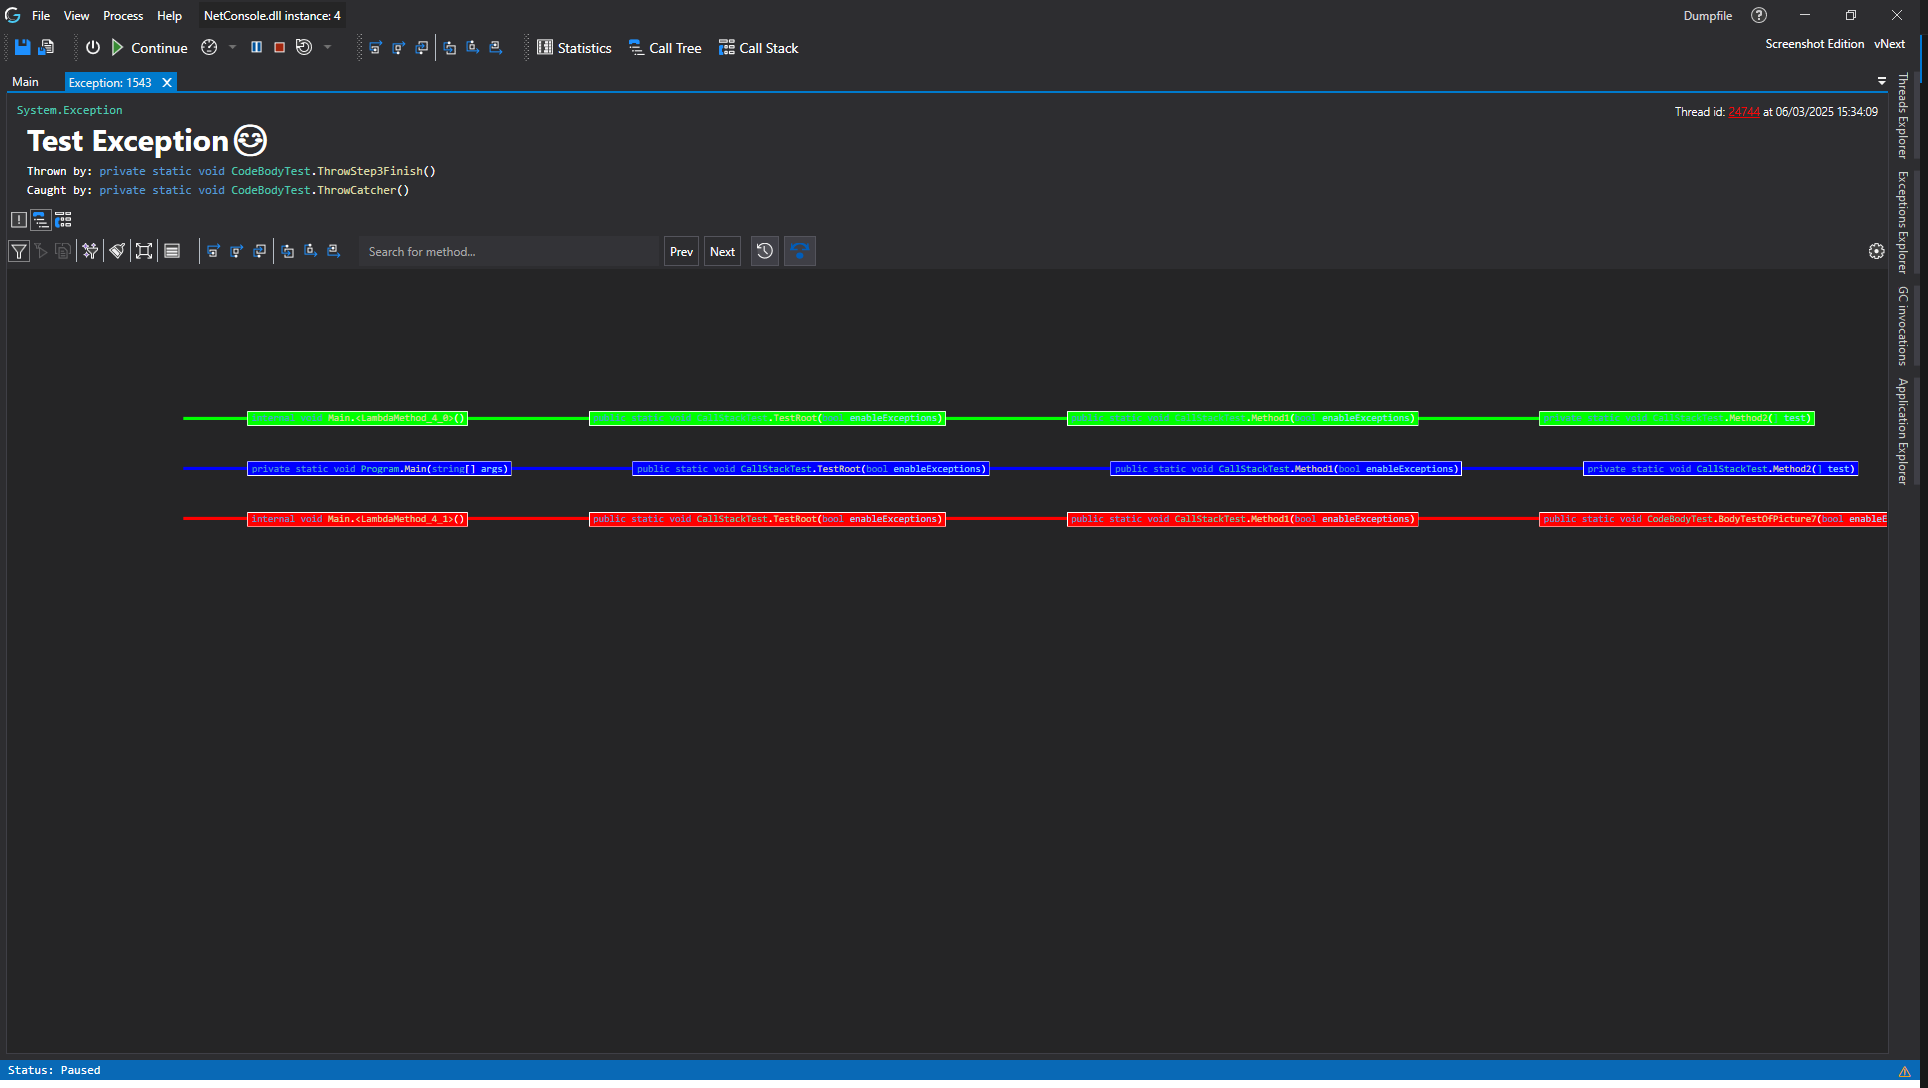 File View Process Help NetConsole.dll instance: 4 Dumpfile
Continue Statistics Call Tree Call Stack Screenshot Edition vNext
Main Exception: 1543
System.Exception Thread id: 24744 at 06/03/2025 15:34:09
Test Exception😊
Thrown by: private static void CodeBodyTest.ThrowStep3Finish()
Caught by: private static void CodeBodyTest.ThrowCatcher()
Search for method... Prev Next
internal void Main.<LambdaMethod_4_0>() public static void CallStackTest.TestRoot(bool enableExceptions) public static void CallStackTest.Method1(bool enableExceptions) private static void CallStackTest.Method2(] test)
private static void Program.Main(string[] args) public static void CallStackTest.TestRoot(bool enableExceptions) public static void CallStackTest.Method1(bool enableExceptions) private static void CallStackTest.Method2(] test)
internal void Main.<LambdaMethod_4_1>() public static void CallStackTest.TestRoot(bool enableExceptions) public static void CallStackTest.Method1(bool enableExceptions) public static void CodeBodyTest.BodyTestOfPicture7(bool enableE
Threads Explorer
Exceptions Explorer
GC invocations
Application Explorer
Status: Paused